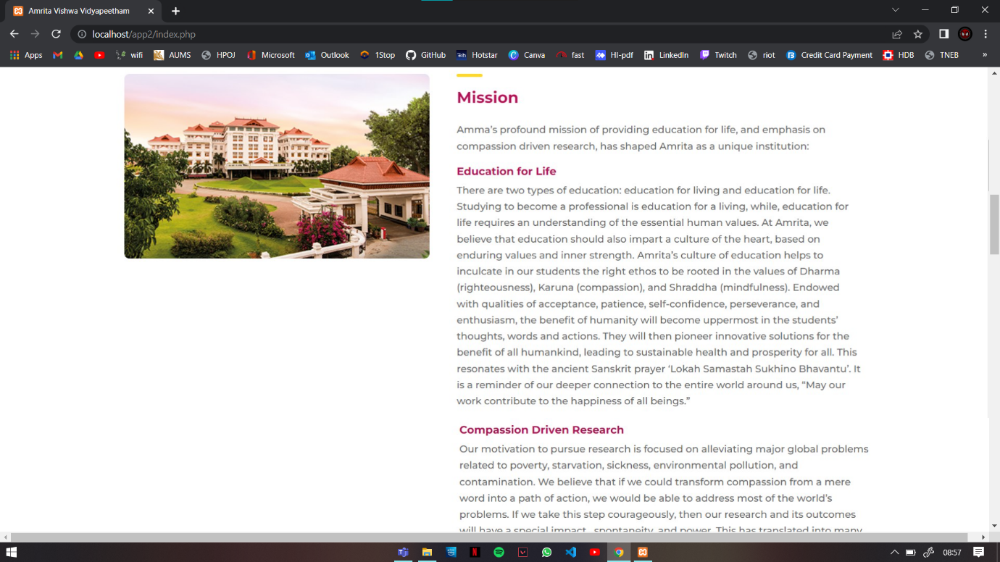 Amrita Vishwa Vidyapeetham
localhost/app2/index.php
Apps wifi AUMS HPOJ Microsoft Outlook 1Stop GitHub Hotstar Canva fast HI-pdf LinkedIn Twitch riot Credit Card Payment HDB TNEB »
Mission
Amma's profound mission of providing education for life, and emphasis on
compassion driven research, has shaped Amrita as a unique institution:
Education for Life
There are two types of education: education for living and education for life.
Studying to become a professional is education for a living, while, education for
life requires an understanding of the essential human values. At Amrita, we
believe that education should also impart a culture of the heart, based on
enduring values and inner strength. Amrita's culture of education helps to
inculcate in our students the right ethos to be rooted in the values of Dharma
(righteousness), Karuna (compassion), and Shraddha (mindfulness). Endowed
with qualities of acceptance, patience, self-confidence, perseverance, and
enthusiasm, the benefit of humanity will become uppermost in the students'
thoughts, words and actions. They will then pioneer innovative solutions for the
benefit of all humankind, leading to sustainable health and prosperity for all. This
resonates with the ancient Sanskrit prayer 'Lokah Samastah Sukhino Bhavantu'. It
is a reminder of our deeper connection to the entire world around us, "May our
work contribute to the happiness of all beings."
Compassion Driven Research
Our motivation to pursue research is focused on alleviating major global problems
related to poverty, starvation, sickness, environmental pollution, and
contamination. We believe that if we could transform compassion from a mere
word into a path of action, we would be able to address most of the world's
problems. If we take this step courageously, then our research and its outcomes
will have a special impact, spontaneity, and power. This has translated into many
08:57